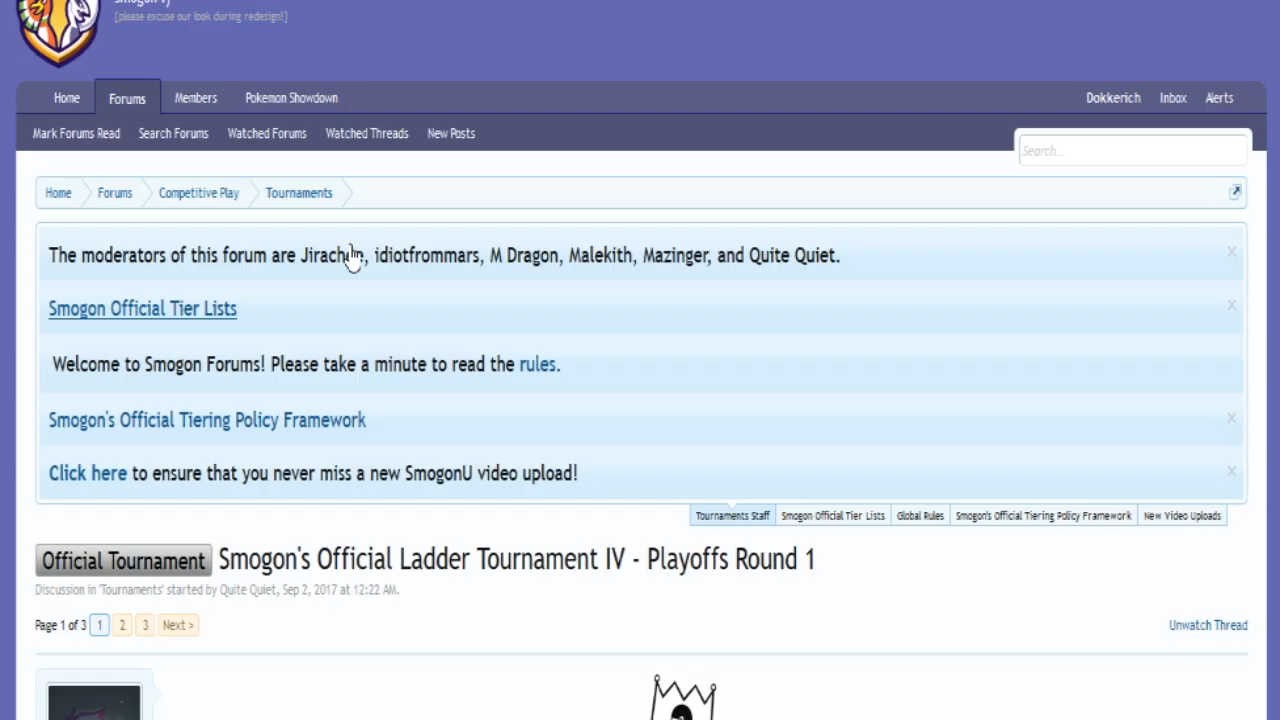 [please excuse our look during redesign!]
Home Forums Members Pokemon Showdown Dokkerich Inbox Alerts
Mark Forums Read Search Forums Watched Forums Watched Threads New Posts
Search...
Home Forums Competitive Play Tournaments
The moderators of this forum are idiotfrommars, M Dragon, Malekith, Mazinger, and Quite Quiet. x
Smogon Official Tier Lists x
Welcome to Smogon Forums! Please take a minute to read the rules.
Smogon's Official Tiering Policy Framework x
Click here to ensure that you never miss a new SmogonU video upload! x
Tournaments Staff Smogon Official Tier Lists Global Rules Smogon's Official Tiering Policy Framework New Video Uploads
Official Tournament Smogon's Official Ladder Tournament IV - Playoffs Round 1
Discussion in 'Tournaments' started by Quite Quiet, Sep 2, 2017 at 12:22 AM.
Page 1 of 3 1 2 3 Next > Unwatch Thread